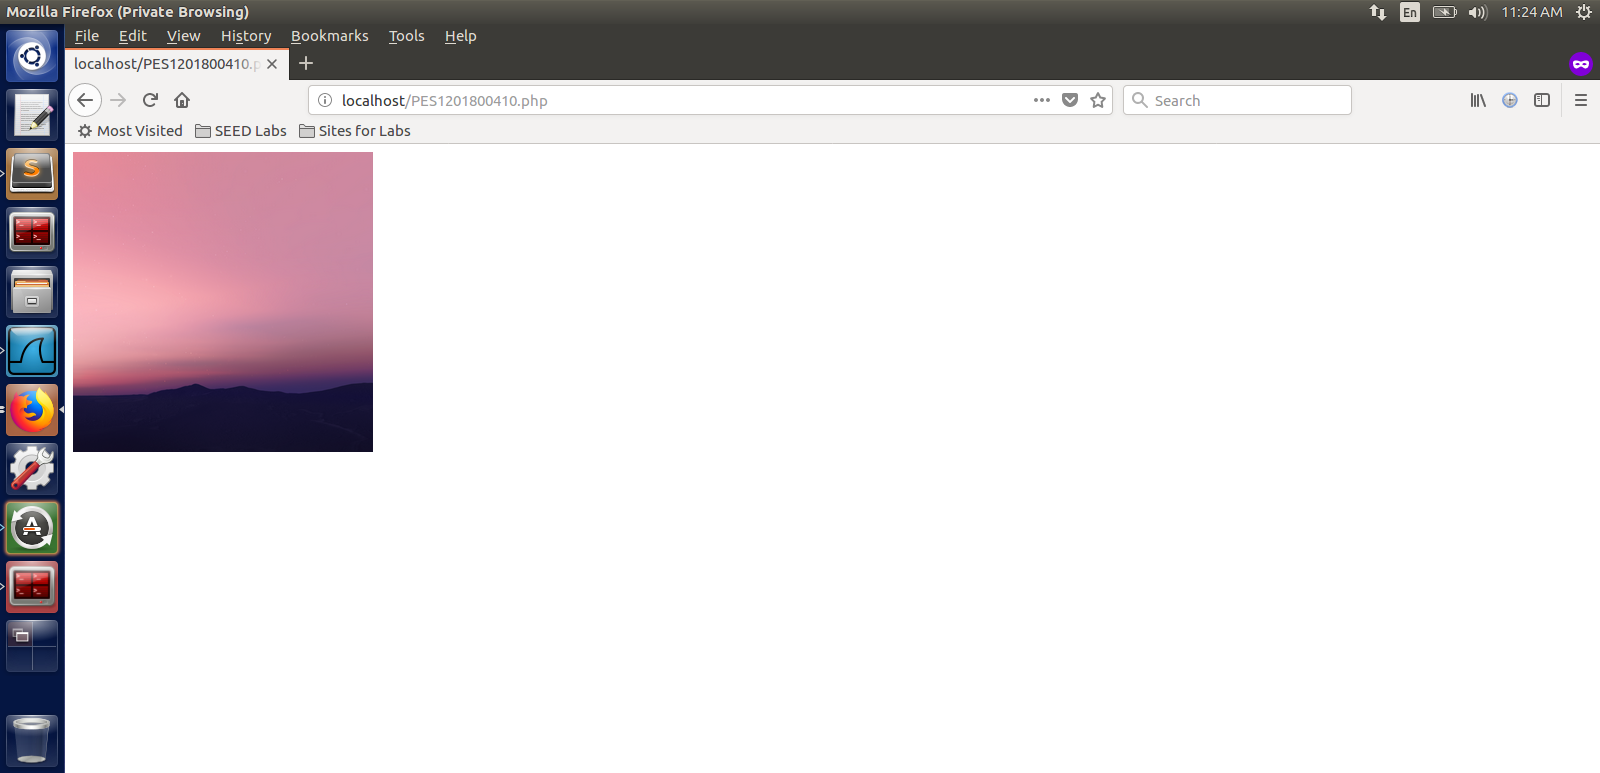 Mozilla Firefox (Private Browsing)
En
11:24 AM
File Edit View History Bookmarks Tools Help
localhost/PES1201800410.p
localhost/PES1201800410.php
Search
Most Visited SEED Labs Sites for Labs